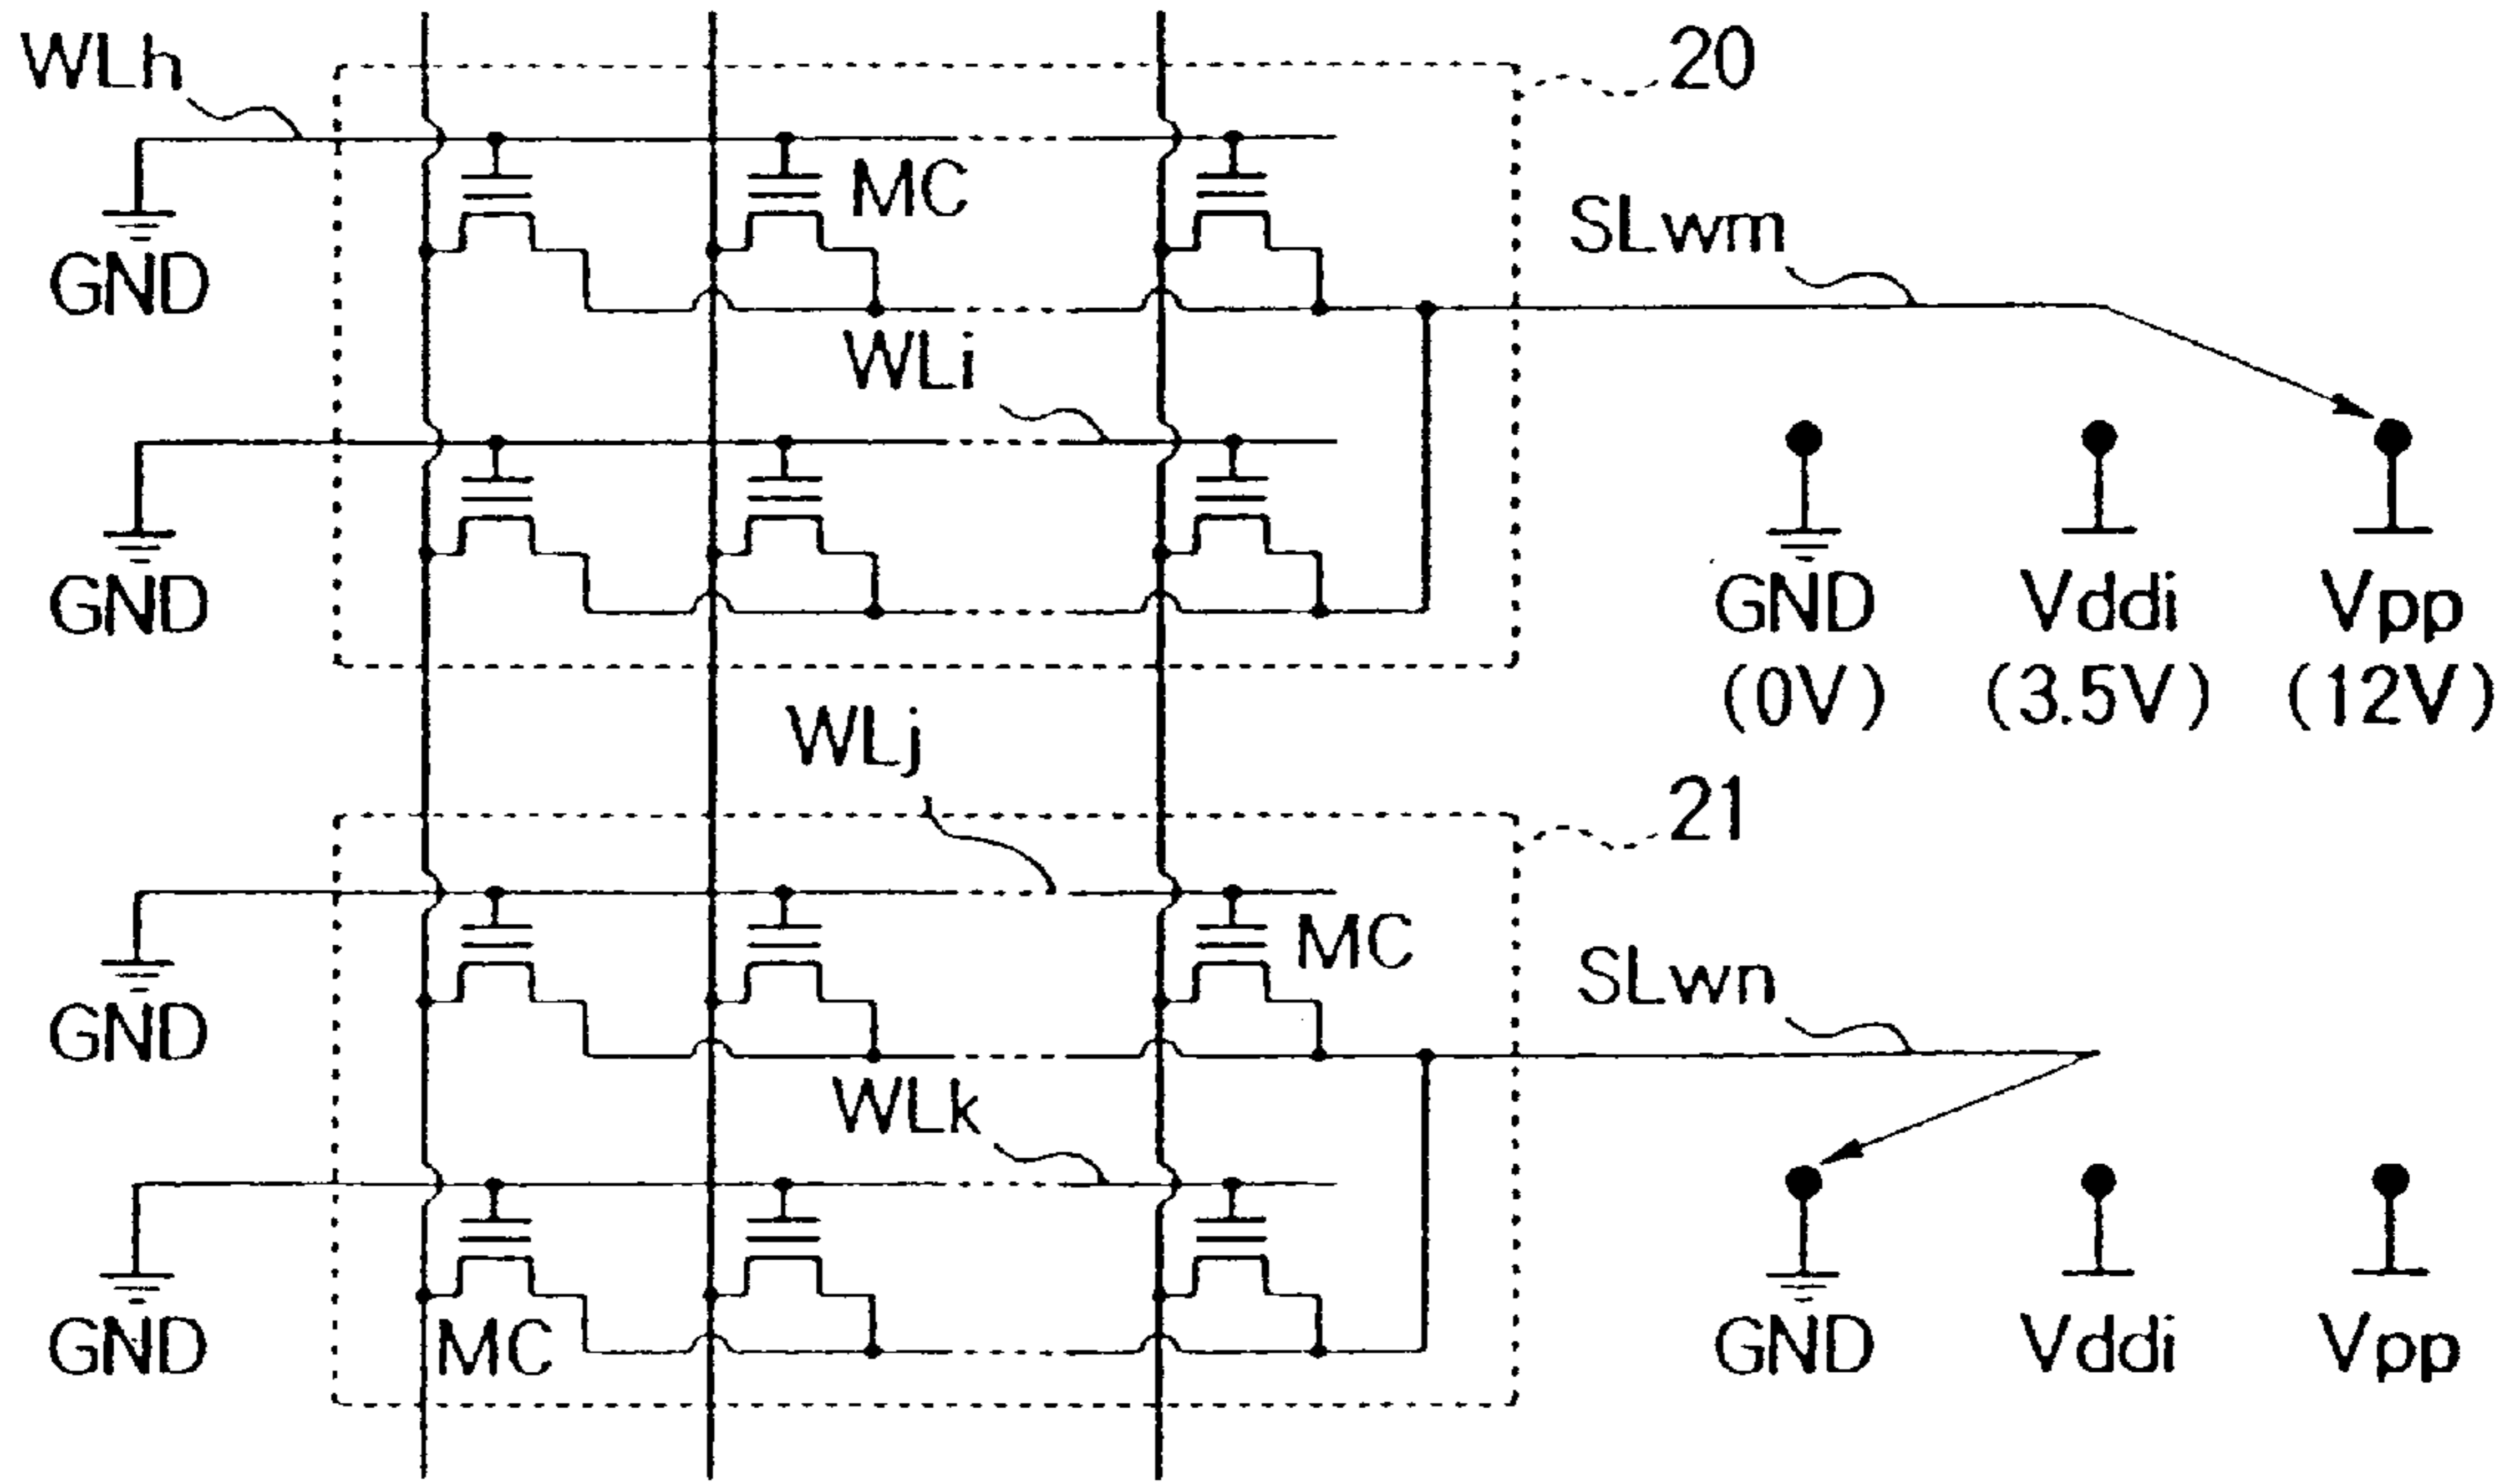 WLh
20
MC
SLwm
GND
WLi
GND
GND
Vddi
Vpp
(0V)
(3.5V)
(12V)
WLj
21
MC
SLwn
GND
WLk
GND
MC
GND
Vddi
Vpp